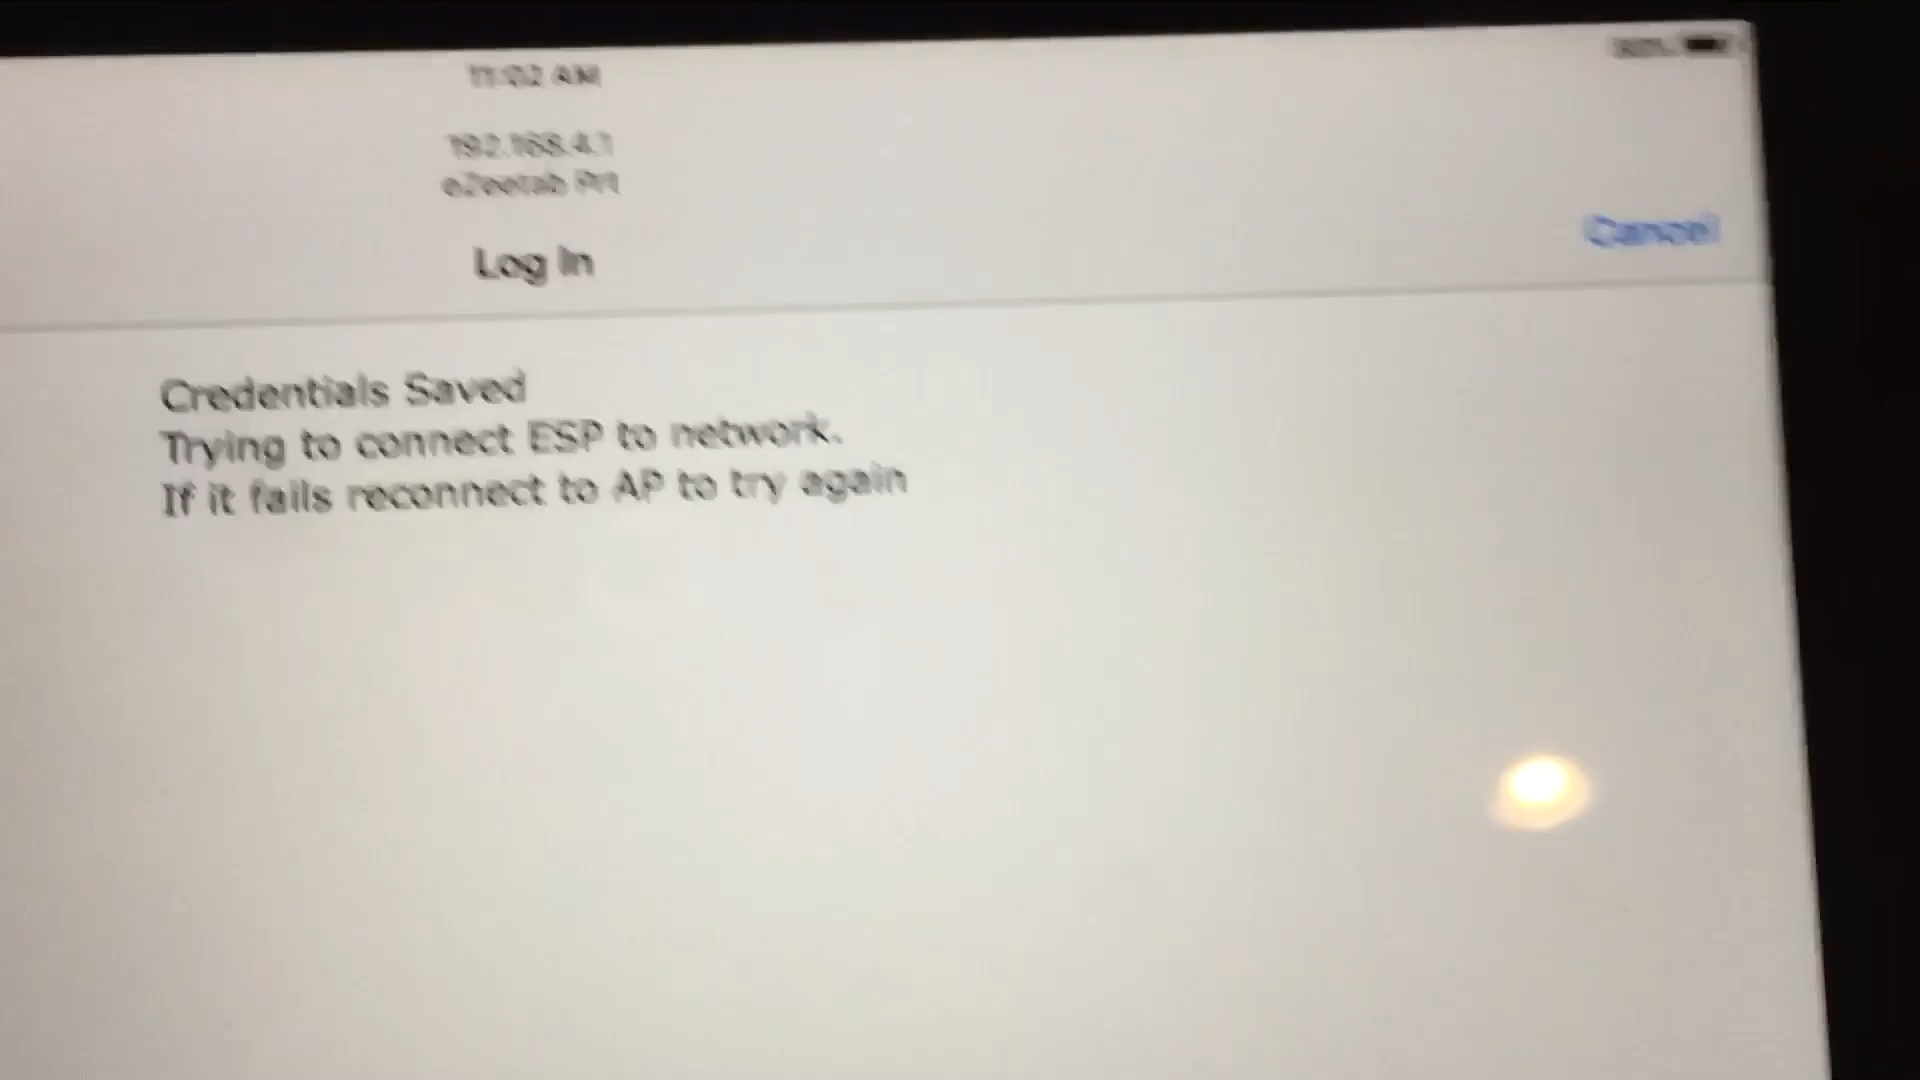 11:02 AM
192.168.4.1
Log In
Cancel
Credentials Saved
Trying to connect ESP to network.
If it fails reconnect to AP to try again